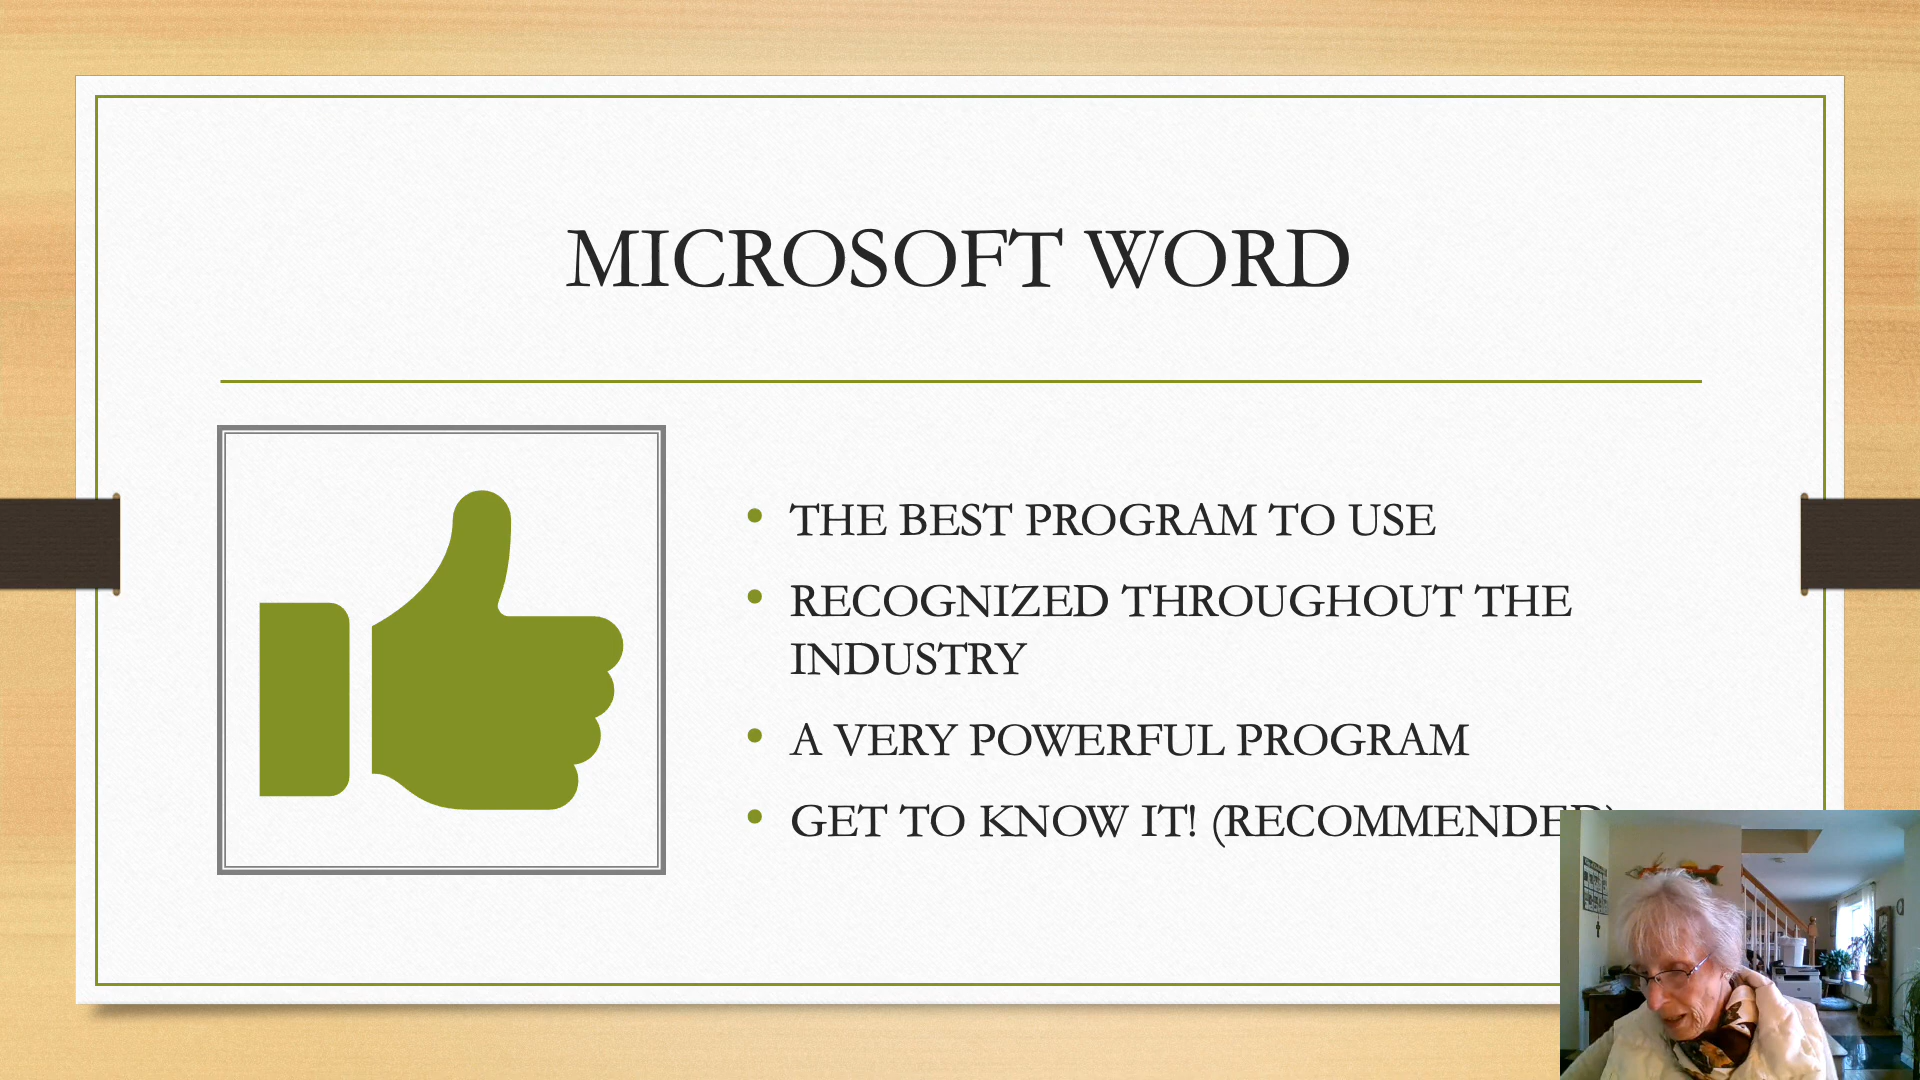 MICROSOFT WORD
• THE BEST PROGRAM TO USE
• RECOGNIZED THROUGHOUT THE
INDUSTRY
• A VERY POWERFUL PROGRAM
• GET TO KNOW IT! (RECOMMENDED)